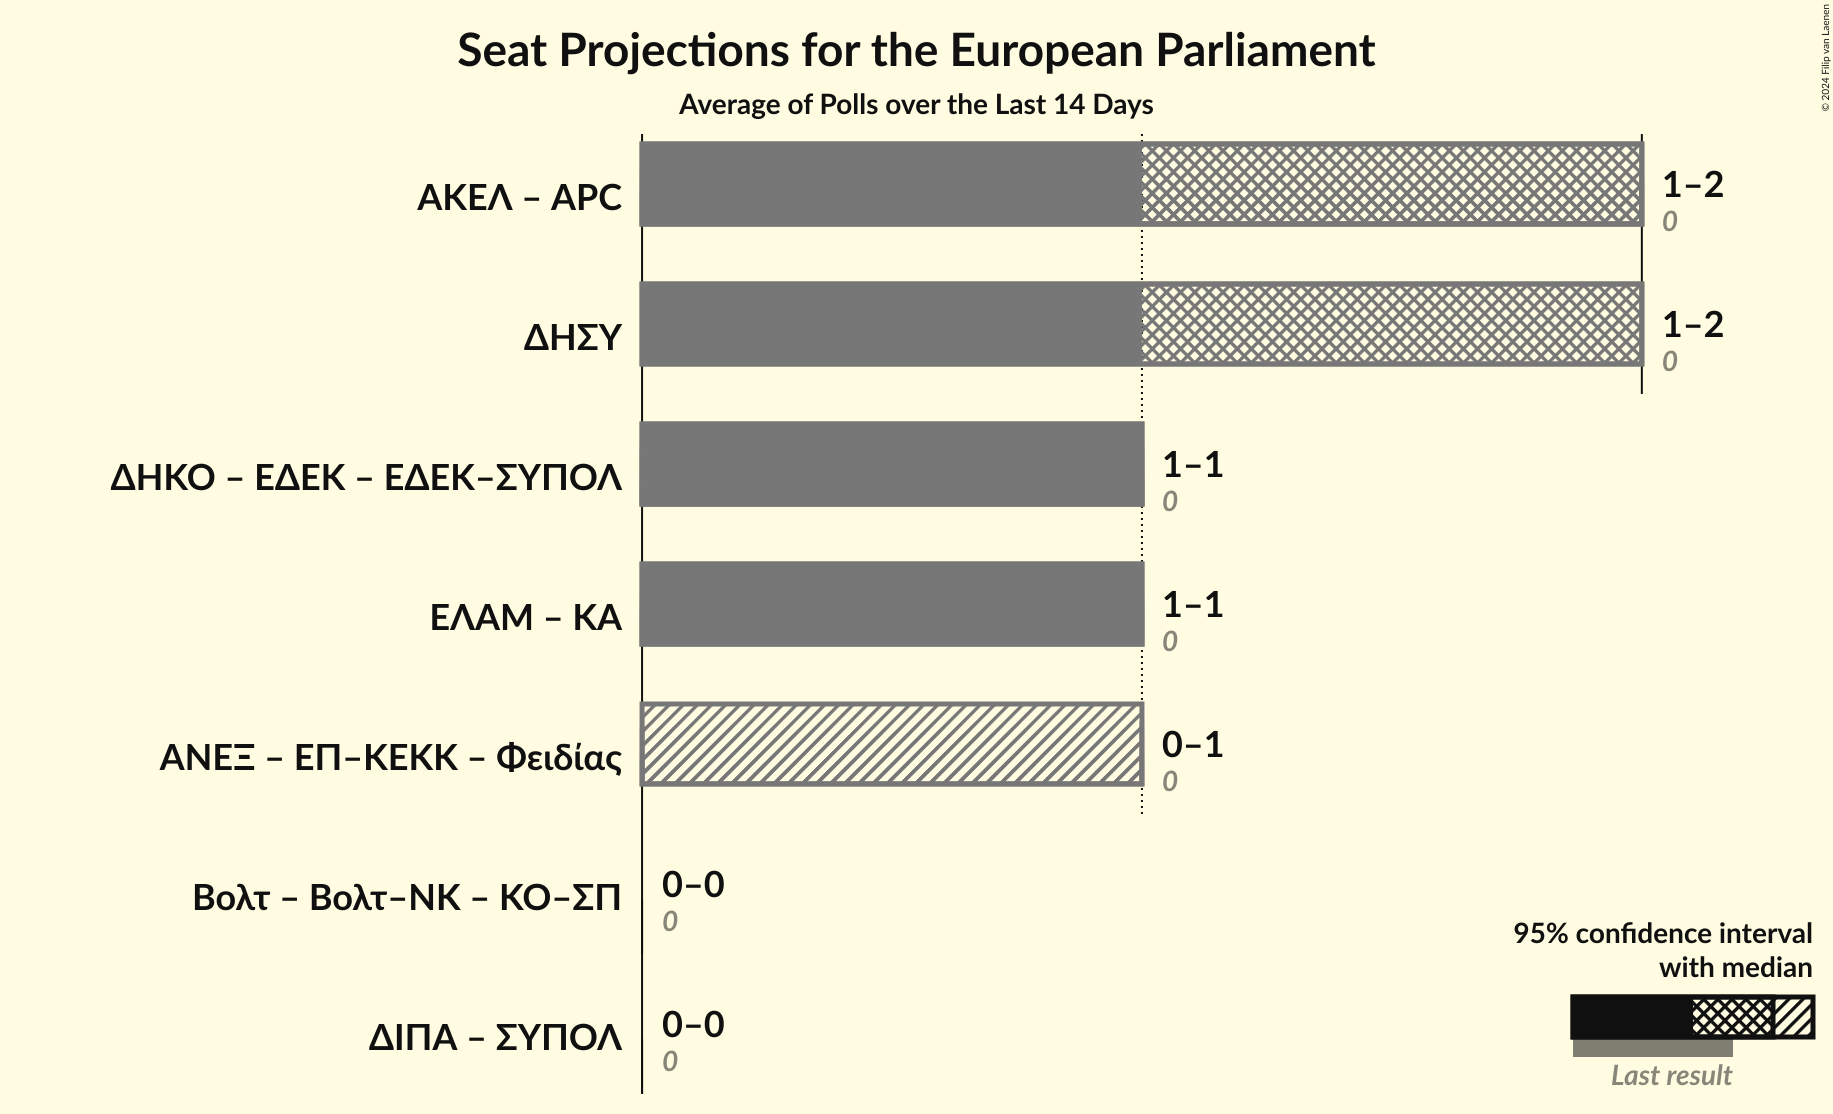 Seat Projections for the European Parliament
Average of Polls over the Last 14 Days
© 2024 Filip van Laenen
ΑΚΕΛ – APC
1–2
0
ΔΗΣΥ
1–2
0
ΔΗΚΟ – ΕΔΕΚ – ΕΔΕΚ–ΣΥΠΟΛ
1–1
0
ΕΛΑΜ – ΚΑ
1–1
0
ΑΝΕΞ – ΕΠ–ΚΕΚΚ – Φειδίας
0–1
0
Βολτ – Βολτ–ΝΚ – ΚΟ–ΣΠ
0–0
0
ΔΙΠΑ – ΣΥΠΟΛ
0–0
0
95% confidence interval
with median
Last result